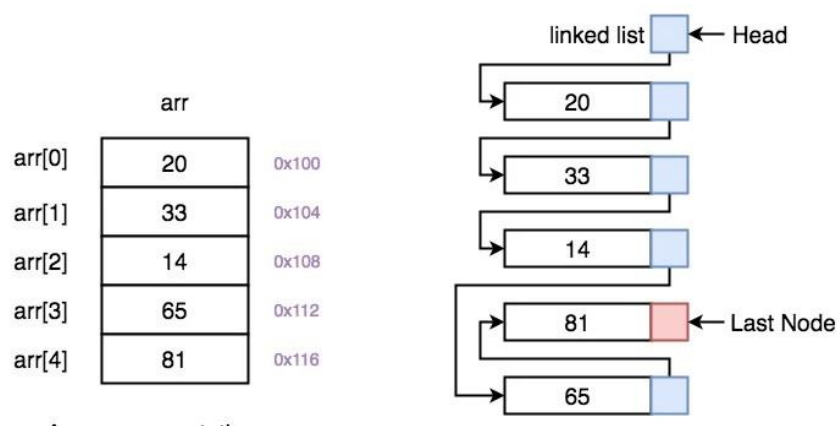 arr
arr[0] 20 0x100
arr[1] 33 0x104
arr[2] 14 0x108
arr[3] 65 0x112
arr[4] 81 0x116
linked list Head
20
33
14
81 Last Node
65